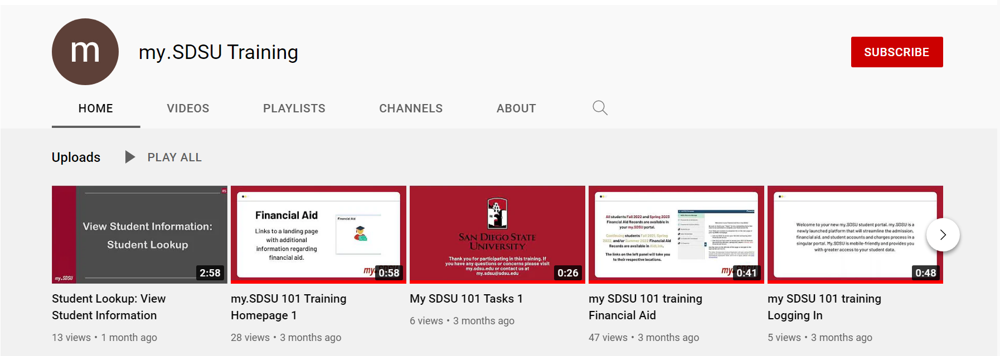 m
my.SDSU Training
SUBSCRIBE
HOME VIDEOS PLAYLISTS CHANNELS ABOUT
Uploads PLAY ALL
View Student Information:
Student Lookup
my.SDSU
2:58
Student Lookup: View
Student Information
13 views • 1 month ago
Financial Aid
Links to a landing page
with additional
information regarding
financial aid.
Financial Aid
my.
0:58
my.SDSU 101 Training
Homepage 1
28 views • 3 months ago
SAN DIEGO STATE
UNIVERSITY
Thank you for participating in this training. If
you have any questions or concerns please visit
my.sdsu.edu or contact us at
my.sdsu@sdsu.edu
0:26
My SDSU 101 Tasks 1
6 views • 3 months ago
All students Fall 2022 and Spring 2023
Financial Aid Records are available in
your my.SDSU portal.
Continuing students Fall 2021, Spring
2022, and/or Summer 2022 Financial Aid
Records are available in AidLink.
The links on the left panel will take you
to their respective locations.
my.
0:41
my SDSU 101 training
Financial Aid
47 views • 3 months ago
Welcome to your new my.SDSU student portal. my.SDSU is a
newly launched platform that will streamline the admission,
financial aid, and student accounts and charges process in a
singular portal. My.SDSU is mobile-friendly and provides you
with greater access to your student data.
0:48
my SDSU 101 training
Logging In
5 views • 3 months ago